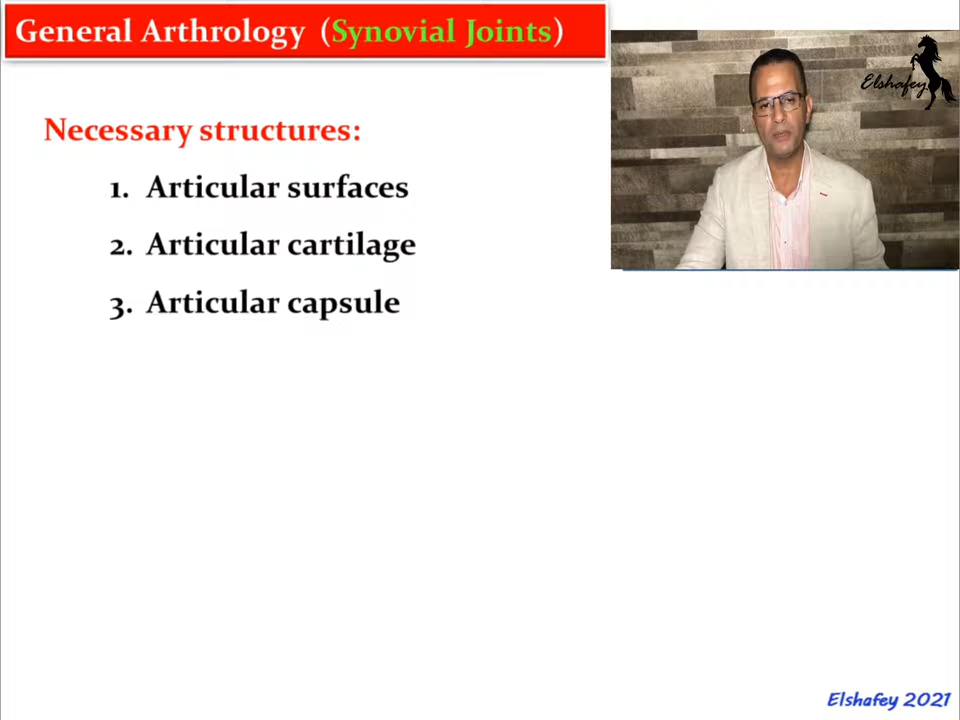 General Arthrology (Synovial Joints)
Elshafey
Necessary structures:
1. Articular surfaces
2. Articular cartilage
3. Articular capsule
Elshafey 2021